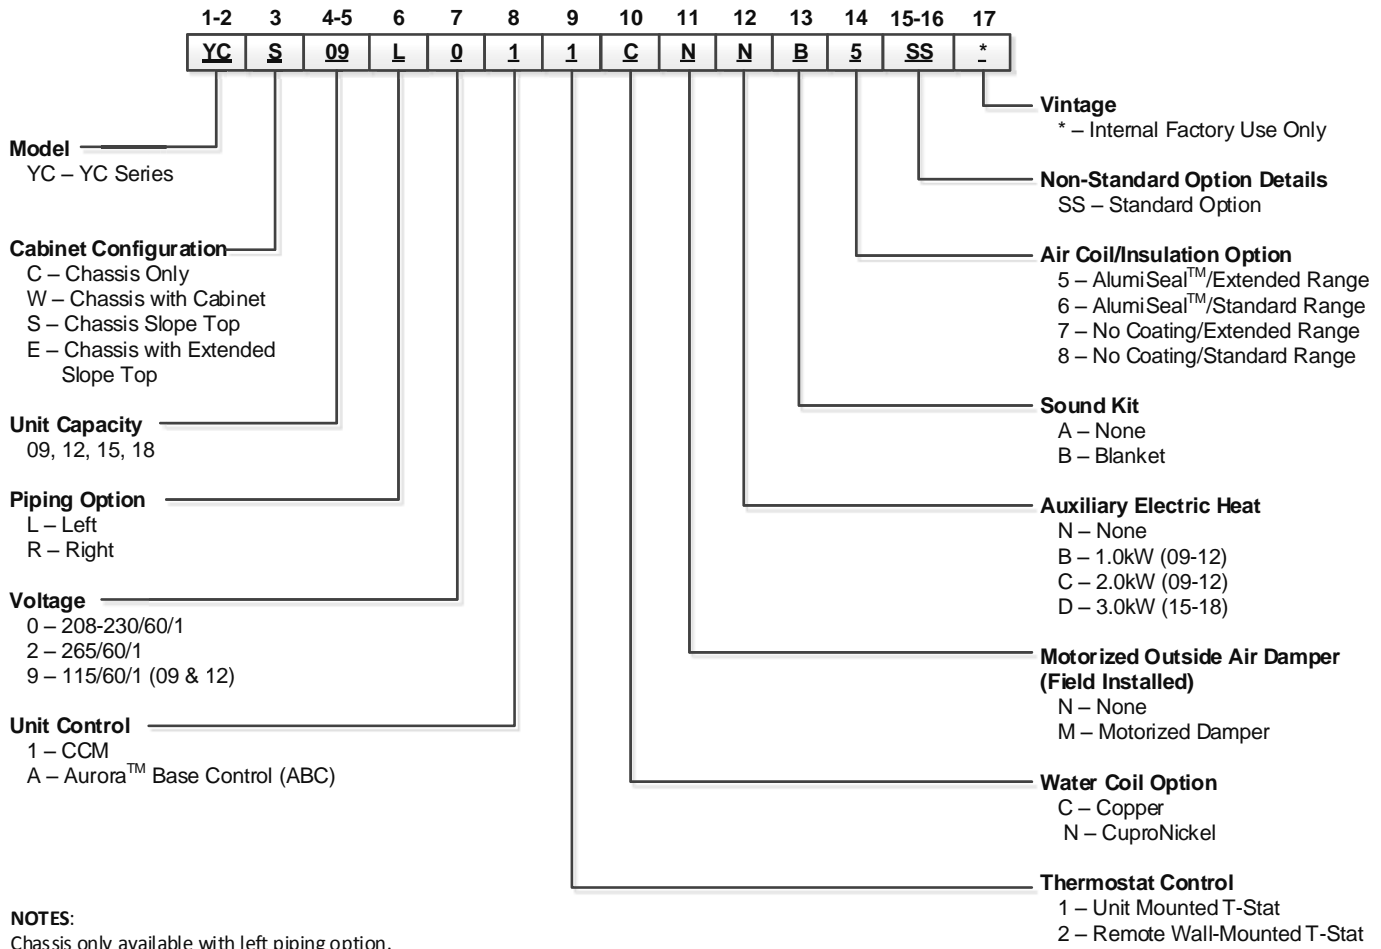 1-2 3 4-5 6 7 8 9 10 11 12 13 14 15-16 17
YC S 09 L 0 1 1 C N N B 5 SS *
Model
YC – YC Series
Cabinet Configuration
C – Chassis Only
W – Chassis with Cabinet
S – Chassis Slope Top
E – Chassis with Extended
Slope Top
Unit Capacity
09, 12, 15, 18
Piping Option
L – Left
R – Right
Voltage
0 – 208-230/60/1
2 – 265/60/1
9 – 115/60/1 (09 & 12)
Unit Control
1 – CCM
A – Aurora™ Base Control (ABC)
NOTES:
Chassis only available with left piping option.
Vintage
* – Internal Factory Use Only
Non-Standard Option Details
SS – Standard Option
Air Coil/Insulation Option
5 – AlumiSeal™/Extended Range
6 – AlumiSeal™/Standard Range
7 – No Coating/Extended Range
8 – No Coating/Standard Range
Sound Kit
A – None
B – Blanket
Auxiliary Electric Heat
N – None
B – 1.0kW (09-12)
C – 2.0kW (09-12)
D – 3.0kW (15-18)
Motorized Outside Air Damper
(Field Installed)
N – None
M – Motorized Damper
Water Coil Option
C – Copper
N – CuproNickel
Thermostat Control
1 – Unit Mounted T-Stat
2 – Remote Wall-Mounted T-Stat